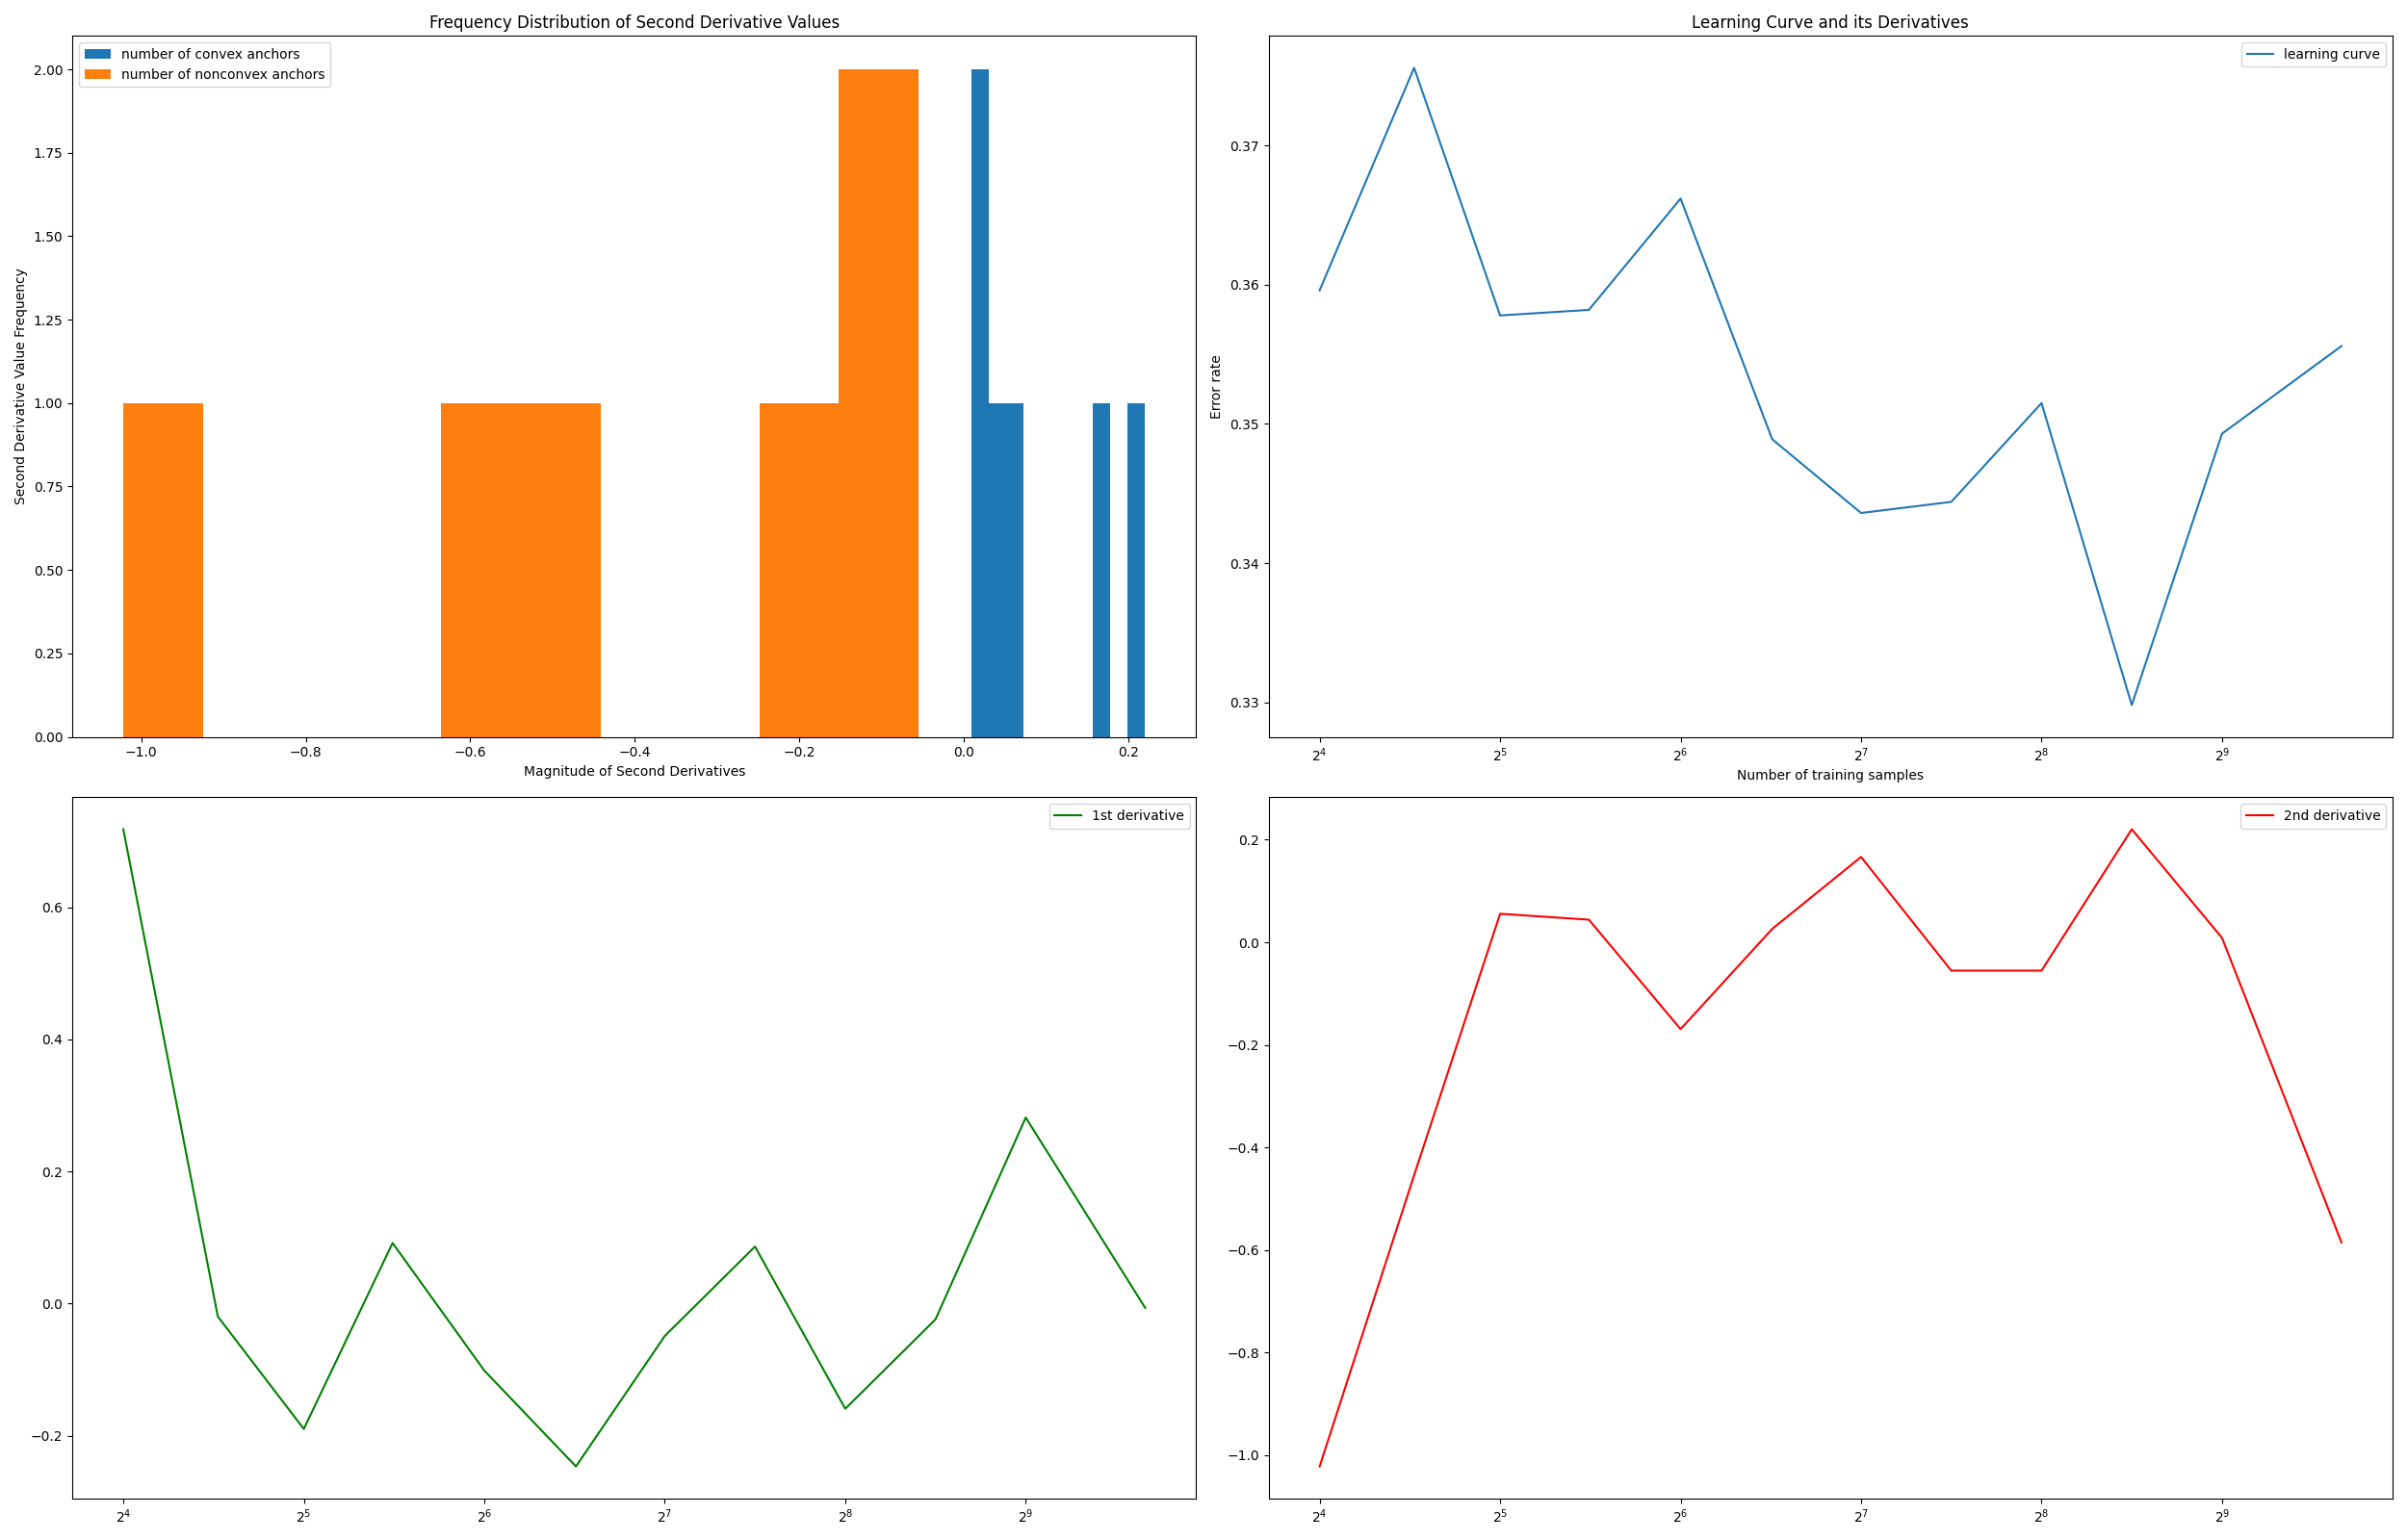 Frequency Distribution of Second Derivative Values
number of convex anchors
number of nonconvex anchors
2.00
1.75
1.50
1.25
1.00
0.75
0.50
0.25
0.00
Second Derivative Value Frequency
−1.0 −0.8 −0.6 −0.4 −0.2 0.0 0.2
Magnitude of Second Derivatives
Learning Curve and its Derivatives
learning curve
0.37
0.36
0.35
0.34
0.33
Error rate
2⁴ 2⁵ 2⁶ 2⁷ 2⁸ 2⁹
Number of training samples
1st derivative
0.6
0.4
0.2
0.0
−0.2
2⁴ 2⁵ 2⁶ 2⁷ 2⁸ 2⁹
2nd derivative
0.2
0.0
−0.2
−0.4
−0.6
−0.8
−1.0
2⁴ 2⁵ 2⁶ 2⁷ 2⁸ 2⁹